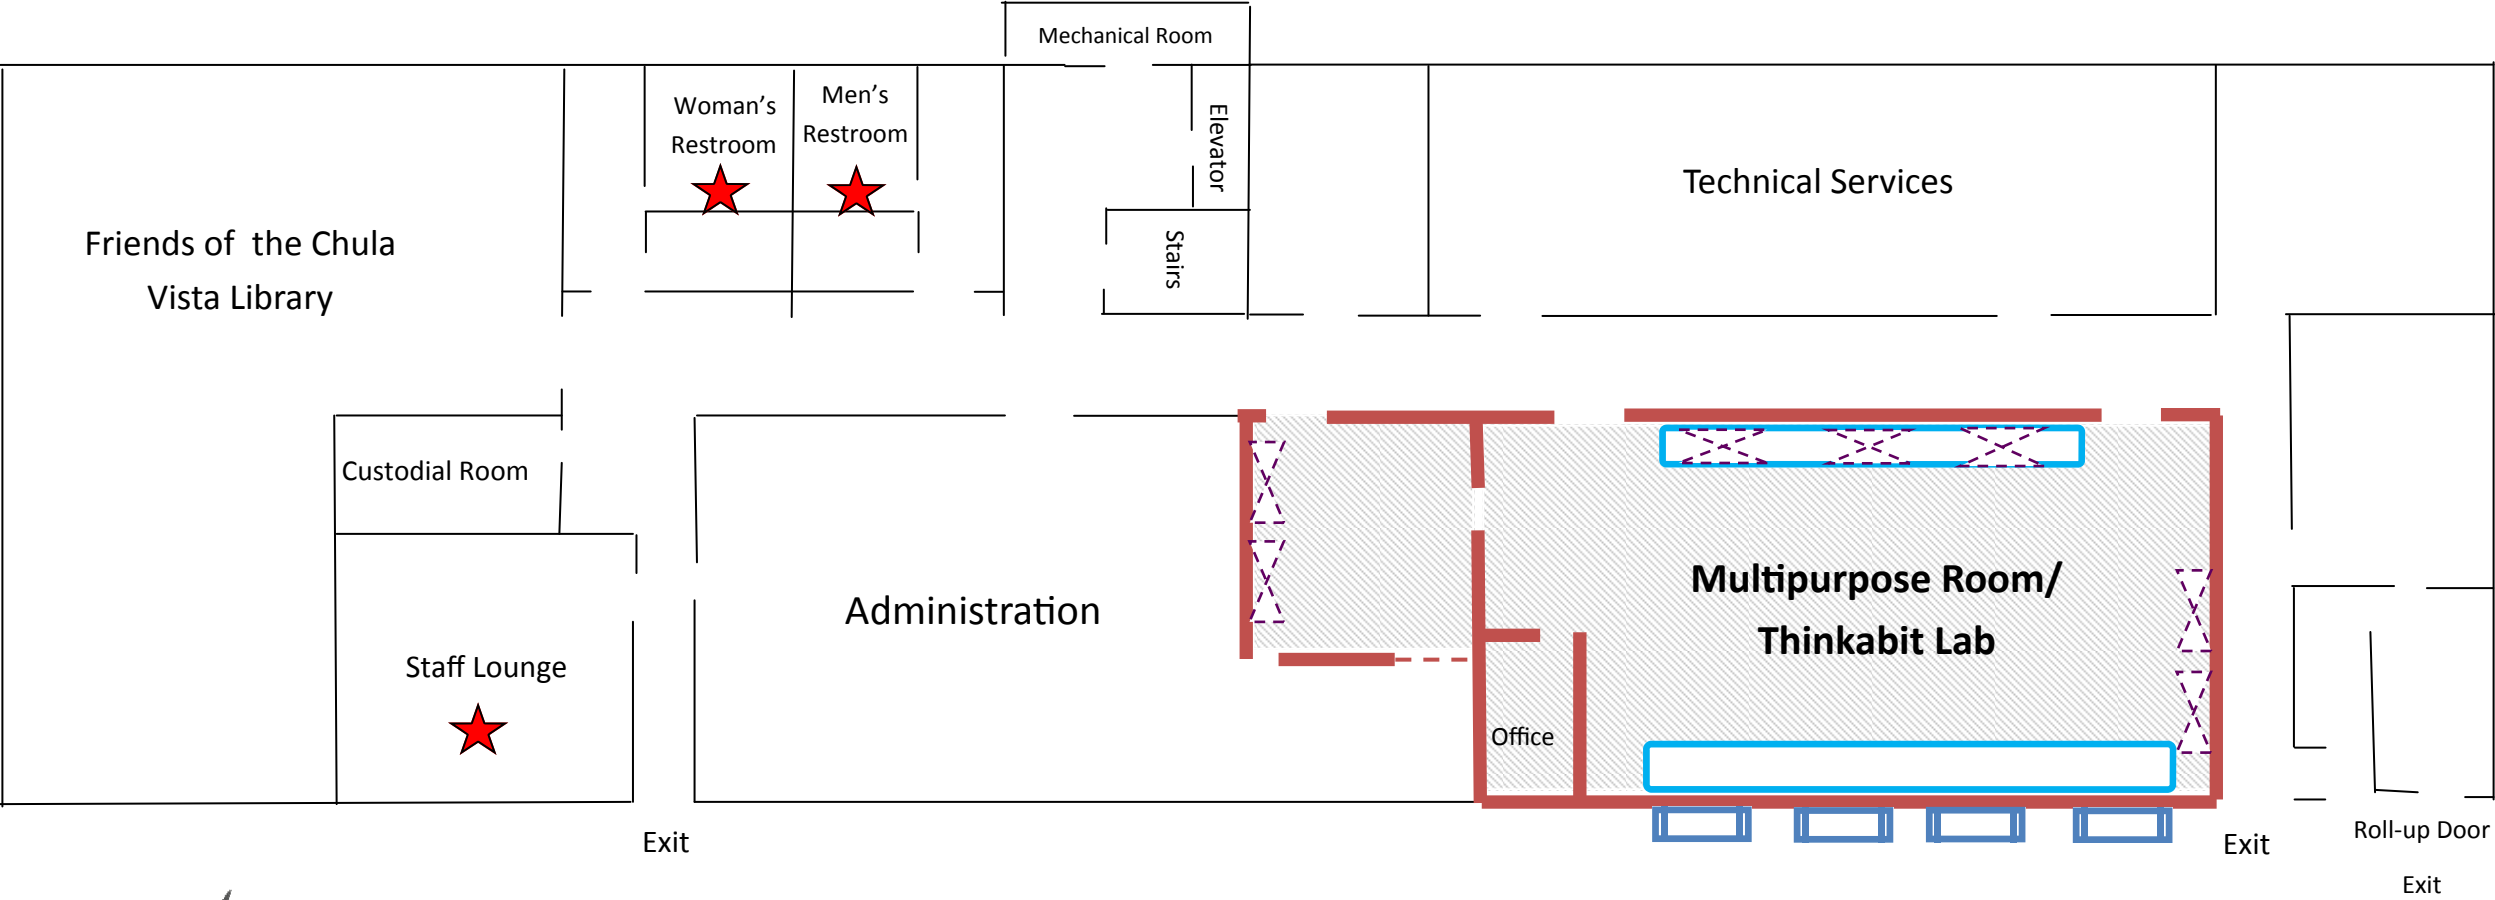 Mechanical Room
Woman’s
Restroom
Men’s
Restroom
Elevator
Stairs
Technical Services
Friends of  the Chula
Vista Library
Custodial Room
Staff Lounge
Administration
Multipurpose Room/
Thinkabit Lab
Office
Exit
Exit
Roll-up Door
Exit